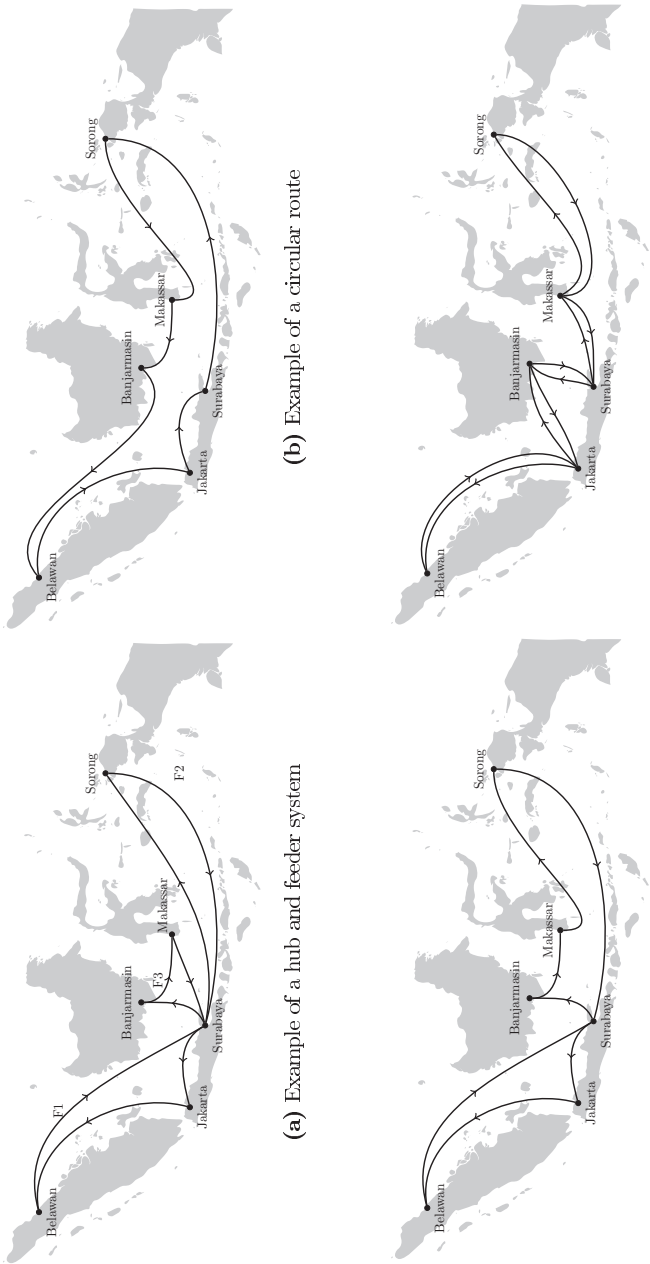 Belawan
F1
Sorong
Banjarmasin
F3
Makassar
F2
Jakarta
Surabaya
(a) Example of a hub and feeder system
Belawan
Sorong
Banjarmasin
Makassar
Jakarta
Surabaya
(b) Example of a circular route
Belawan
Sorong
Banjarmasin
Makassar
Jakarta
Surabaya
Belawan
Sorong
Banjarmasin
Makassar
Jakarta
Surabaya